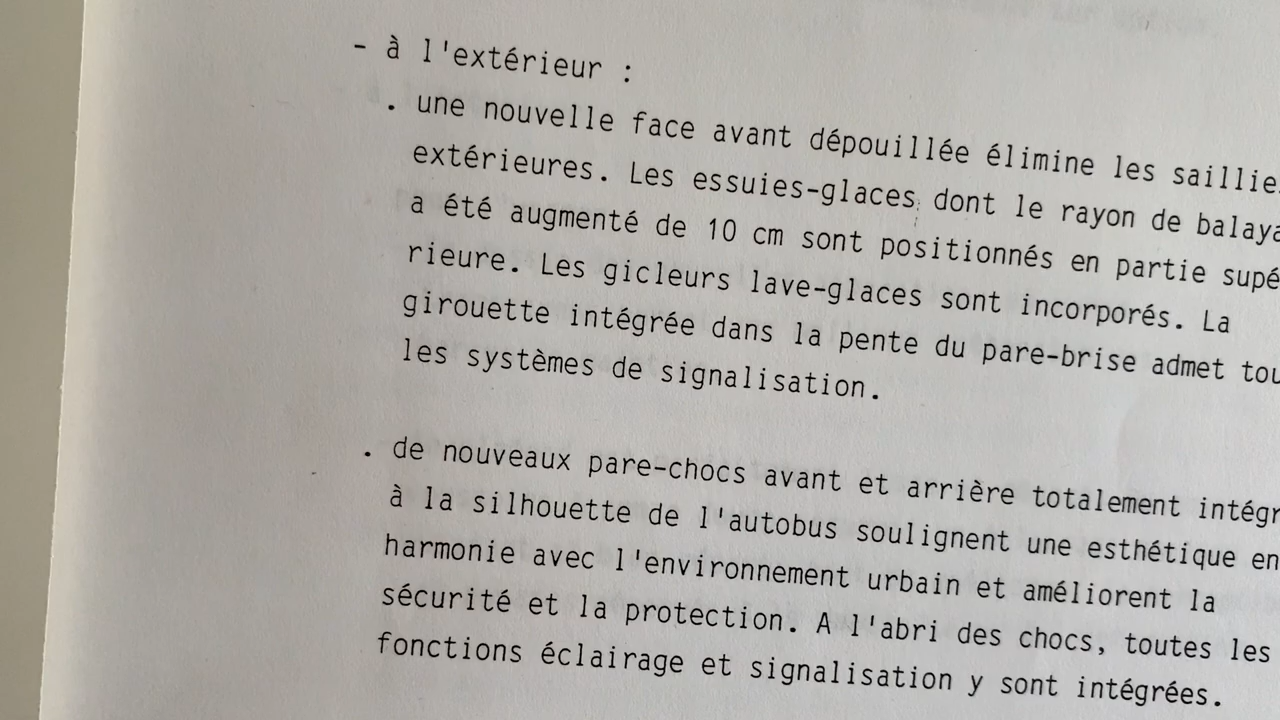 - à l'extérieur :
. une nouvelle face avant dépouillée élimine les saillie
extérieures. Les essuies-glaces dont le rayon de balaya
a été augmenté de 10 cm sont positionnés en partie supé
rieure. Les gicleurs lave-glaces sont incorporés. La
girouette intégrée dans la pente du pare-brise admet tou
les systèmes de signalisation.
. de nouveaux pare-chocs avant et arrière totalement intégr
à la silhouette de l'autobus soulignent une esthétique en
harmonie avec l'environnement urbain et améliorent la
sécurité et la protection. A l'abri des chocs, toutes les
fonctions éclairage et signalisation y sont intégrées.